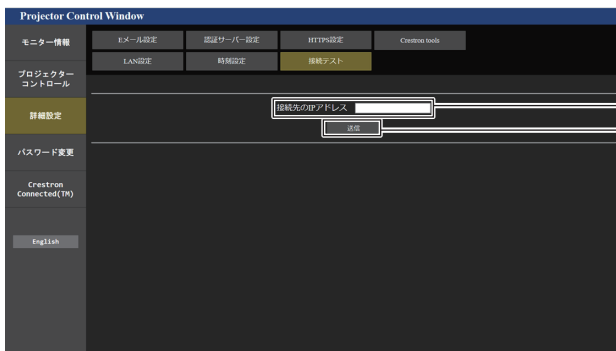 Projector Control Window
モニター情報
プロジェクター
コントロール
詳細設定
パスワード変更
Crestron
Connected(TM)
English
Eメール設定
認証サーバー設定
HTTPS設定
Crestron tools
LAN設定
時刻設定
接続テスト
接続先のIPアドレス
送信